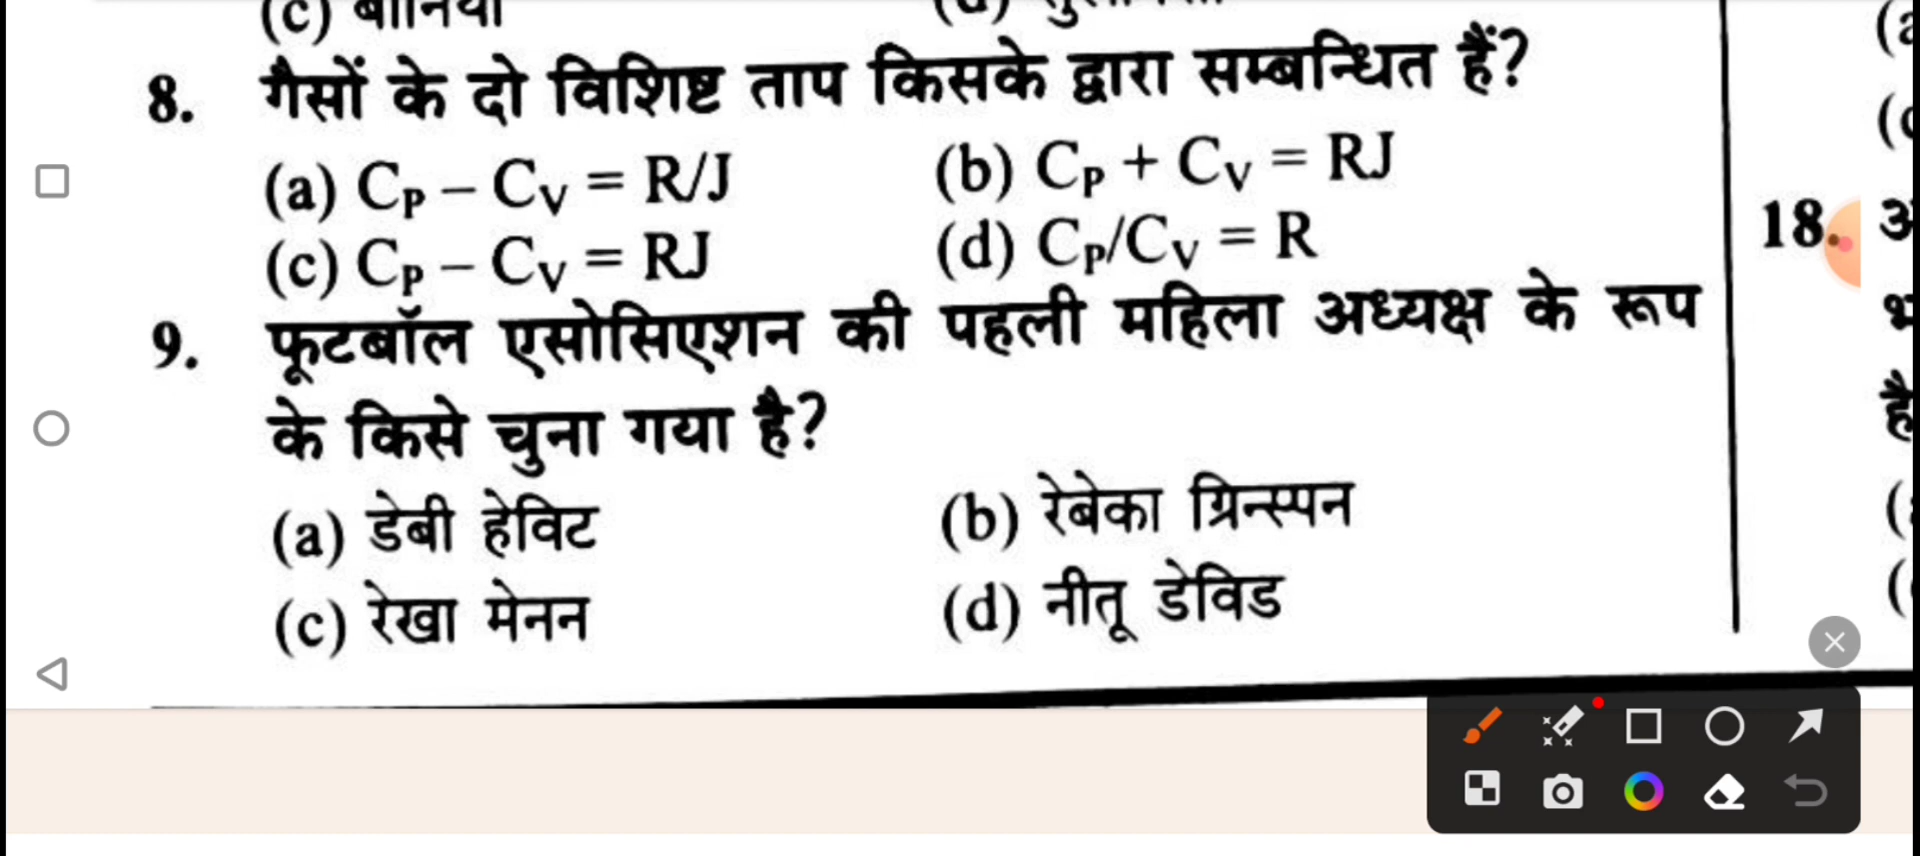 8. गैसों के दो विशिष्ट ताप किसके द्वारा सम्बन्धित हैं?
(a) CP – CV = R/J (b) CP + CV = RJ
(c) CP – CV = RJ (d) CP/CV = R
9. फूटबॉल एसोसिएशन की पहली महिला अध्यक्ष के रूप
के किसे चुना गया है?
(a) डेबी हेविट (b) रेबेका ग्रिन्स्पन
(c) रेखा मेनन (d) नीतू डेविड
18.